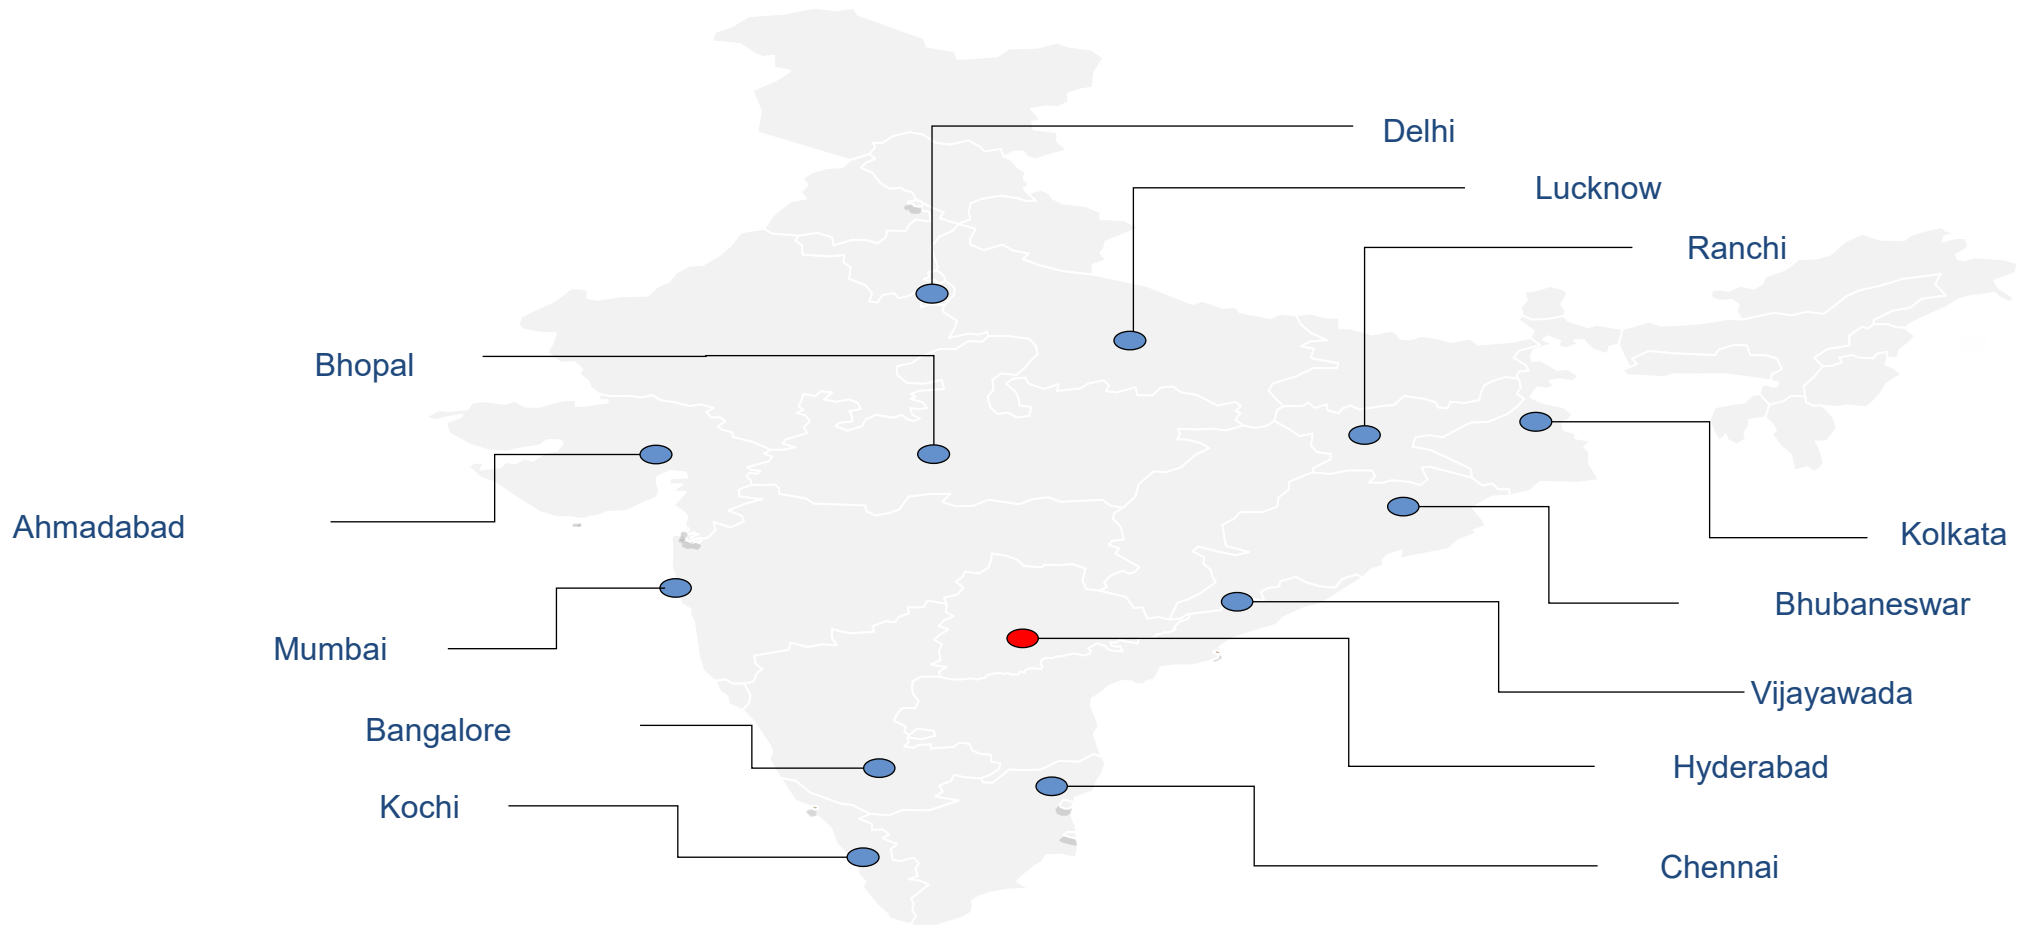 Delhi
Lucknow
Ranchi
Bhopal
Ahmadabad
Kolkata
Bhubaneswar
Mumbai
Vijayawada
Bangalore
Hyderabad
Kochi
Chennai